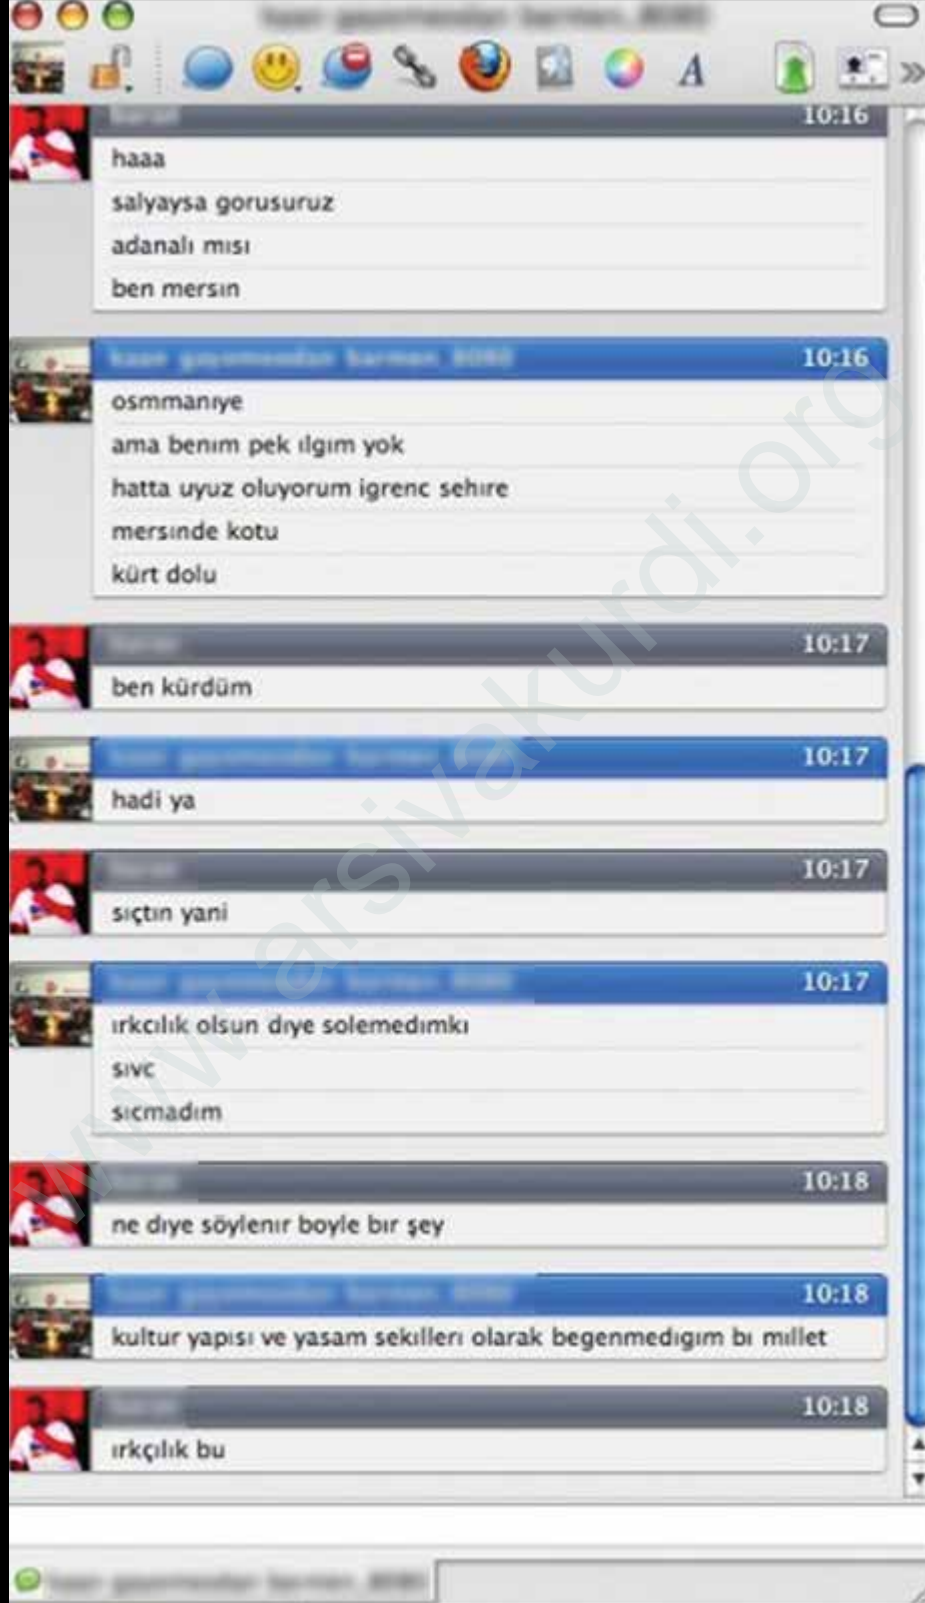 10:16
haaa
salyaysa gorusuruz
adanalı mısı
ben mersın
10:16
osmmanıye
ama benım pek ılgım yok
hatta uyuz oluyorum igrenc sehıre
mersınde kotu
kürt dolu
10:17
ben kürdüm
10:17
hadi ya
10:17
sıçtın yani
10:17
ırkcılık olsun dıye solemedımkı
sıvc
sıcmadım
10:18
ne dıye söylenır boyle bır şey
10:18
kultur yapısı ve yasam sekıllerı olarak begenmedıgım bı mıllet
10:18
ırkçılık bu
www.arsivakurdi.org